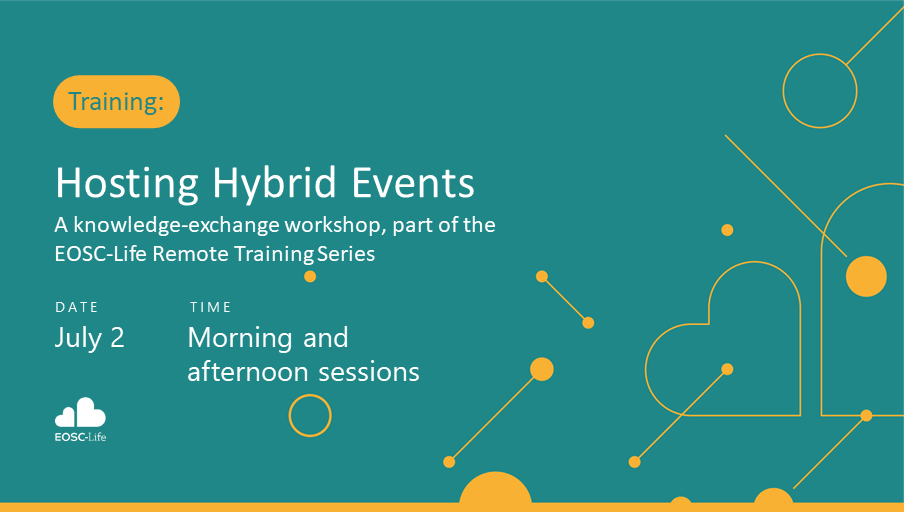 Training:
Hosting Hybrid Events
A knowledge-exchange workshop, part of the
EOSC-Life Remote Training Series
DATE
TIME
July 2
Morning and
afternoon sessions
EOSC-Life